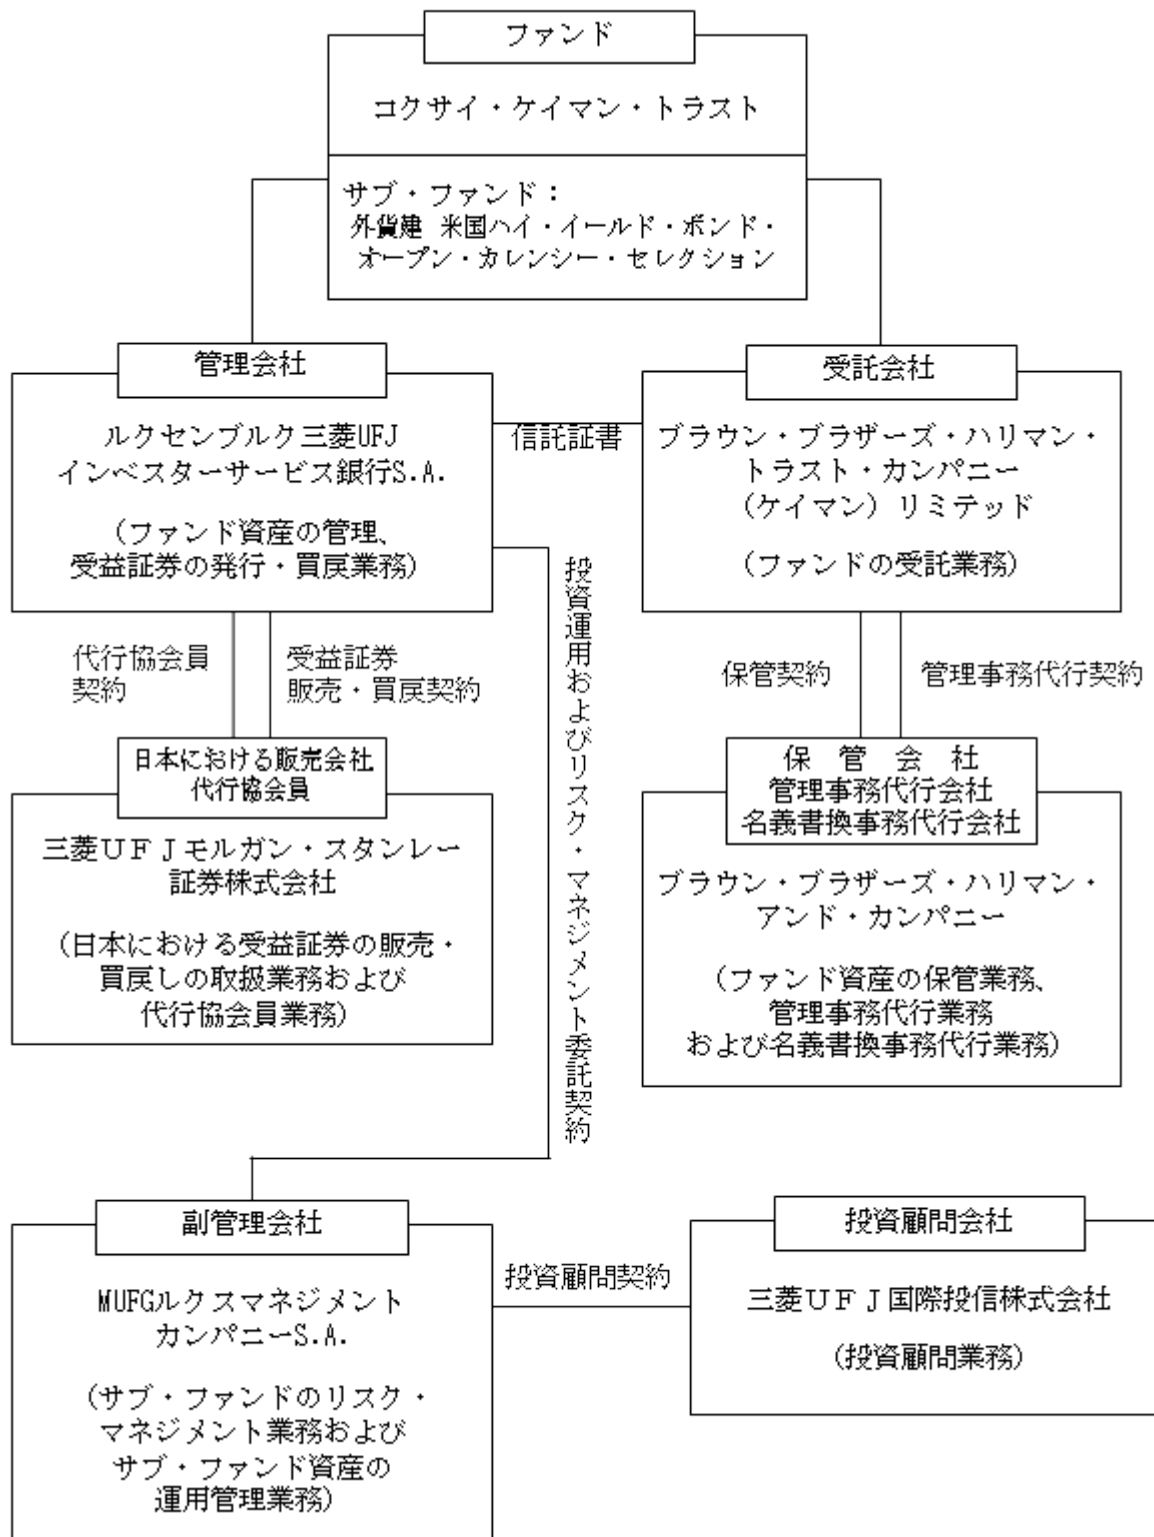 ファンド
コクサイ・ケイマン・トラスト
サブ・ファンド：
外貨建 米国ハイ・イールド・ボンド・
オープン・カレンシー・セレクション
管理会社
ルクセンブルク三菱UFJ
インベスターサービス銀行S.A.
（ファンド資産の管理、
受益証券の発行・買戻業務）
信託証書
受託会社
ブラウン・ブラザーズ・ハリマン・
トラスト・カンパニー
（ケイマン）リミテッド
（ファンドの受託業務）
代行協会員
契約
受益証券
販売・買戻契約
投資運用およびリスク・マネジメント委託契約
保管契約
管理事務代行契約
日本における販売会社
代行協会員
三菱ＵＦＪモルガン・スタンレー
証券株式会社
（日本における受益証券の販売・
買戻しの取扱業務および
代行協会員業務）
保管会社
管理事務代行会社
名義書換事務代行会社
ブラウン・ブラザーズ・ハリマン・
アンド・カンパニー
（ファンド資産の保管業務、
管理事務代行業務
および名義書換事務代行業務）
副管理会社
MUFGルクスマネジメント
カンパニーS.A.
（サブ・ファンドのリスク・
マネジメント業務および
サブ・ファンド資産の
運用管理業務）
投資顧問契約
投資顧問会社
三菱ＵＦＪ国際投信株式会社
（投資顧問業務）